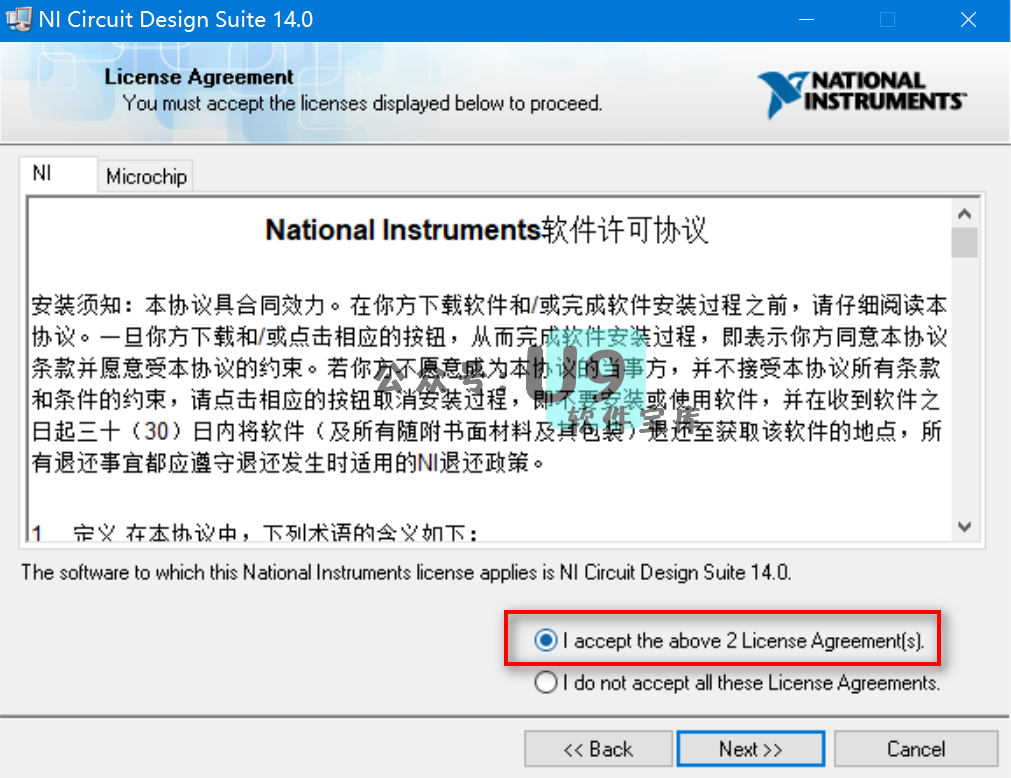 NI Circuit Design Suite 14.0
License Agreement
You must accept the licenses displayed below to proceed.
NATIONAL
INSTRUMENTS™
NI
Microchip
National Instruments软件许可协议
安装须知：本协议具合同效力。在你方下载软件和/或完成软件安装过程之前，请仔细阅读本
协议。一旦你方下载和/或点击相应的按钮，从而完成软件安装过程，即表示你方同意本协议
条款并愿意受本协议的约束。若你方不愿意成为本协议的当事方，并不接受本协议所有条款
和条件的约束，请点击相应的按钮取消安装过程，即不要安装或使用软件，并在收到软件之
日起三十（30）日内将软件（及所有随附书面材料及其包装）退还至获取该软件的地点，所
有退还事宜都应遵守退还发生时适用的NI退还政策。
公众号：U9
软件宝库
1 定义 在本协议中，下列术语的含义如下：
The software to which this National Instruments license applies is NI Circuit Design Suite 14.0.
I accept the above 2 License Agreement(s).
I do not accept all these License Agreements.
<< Back
Next >>
Cancel